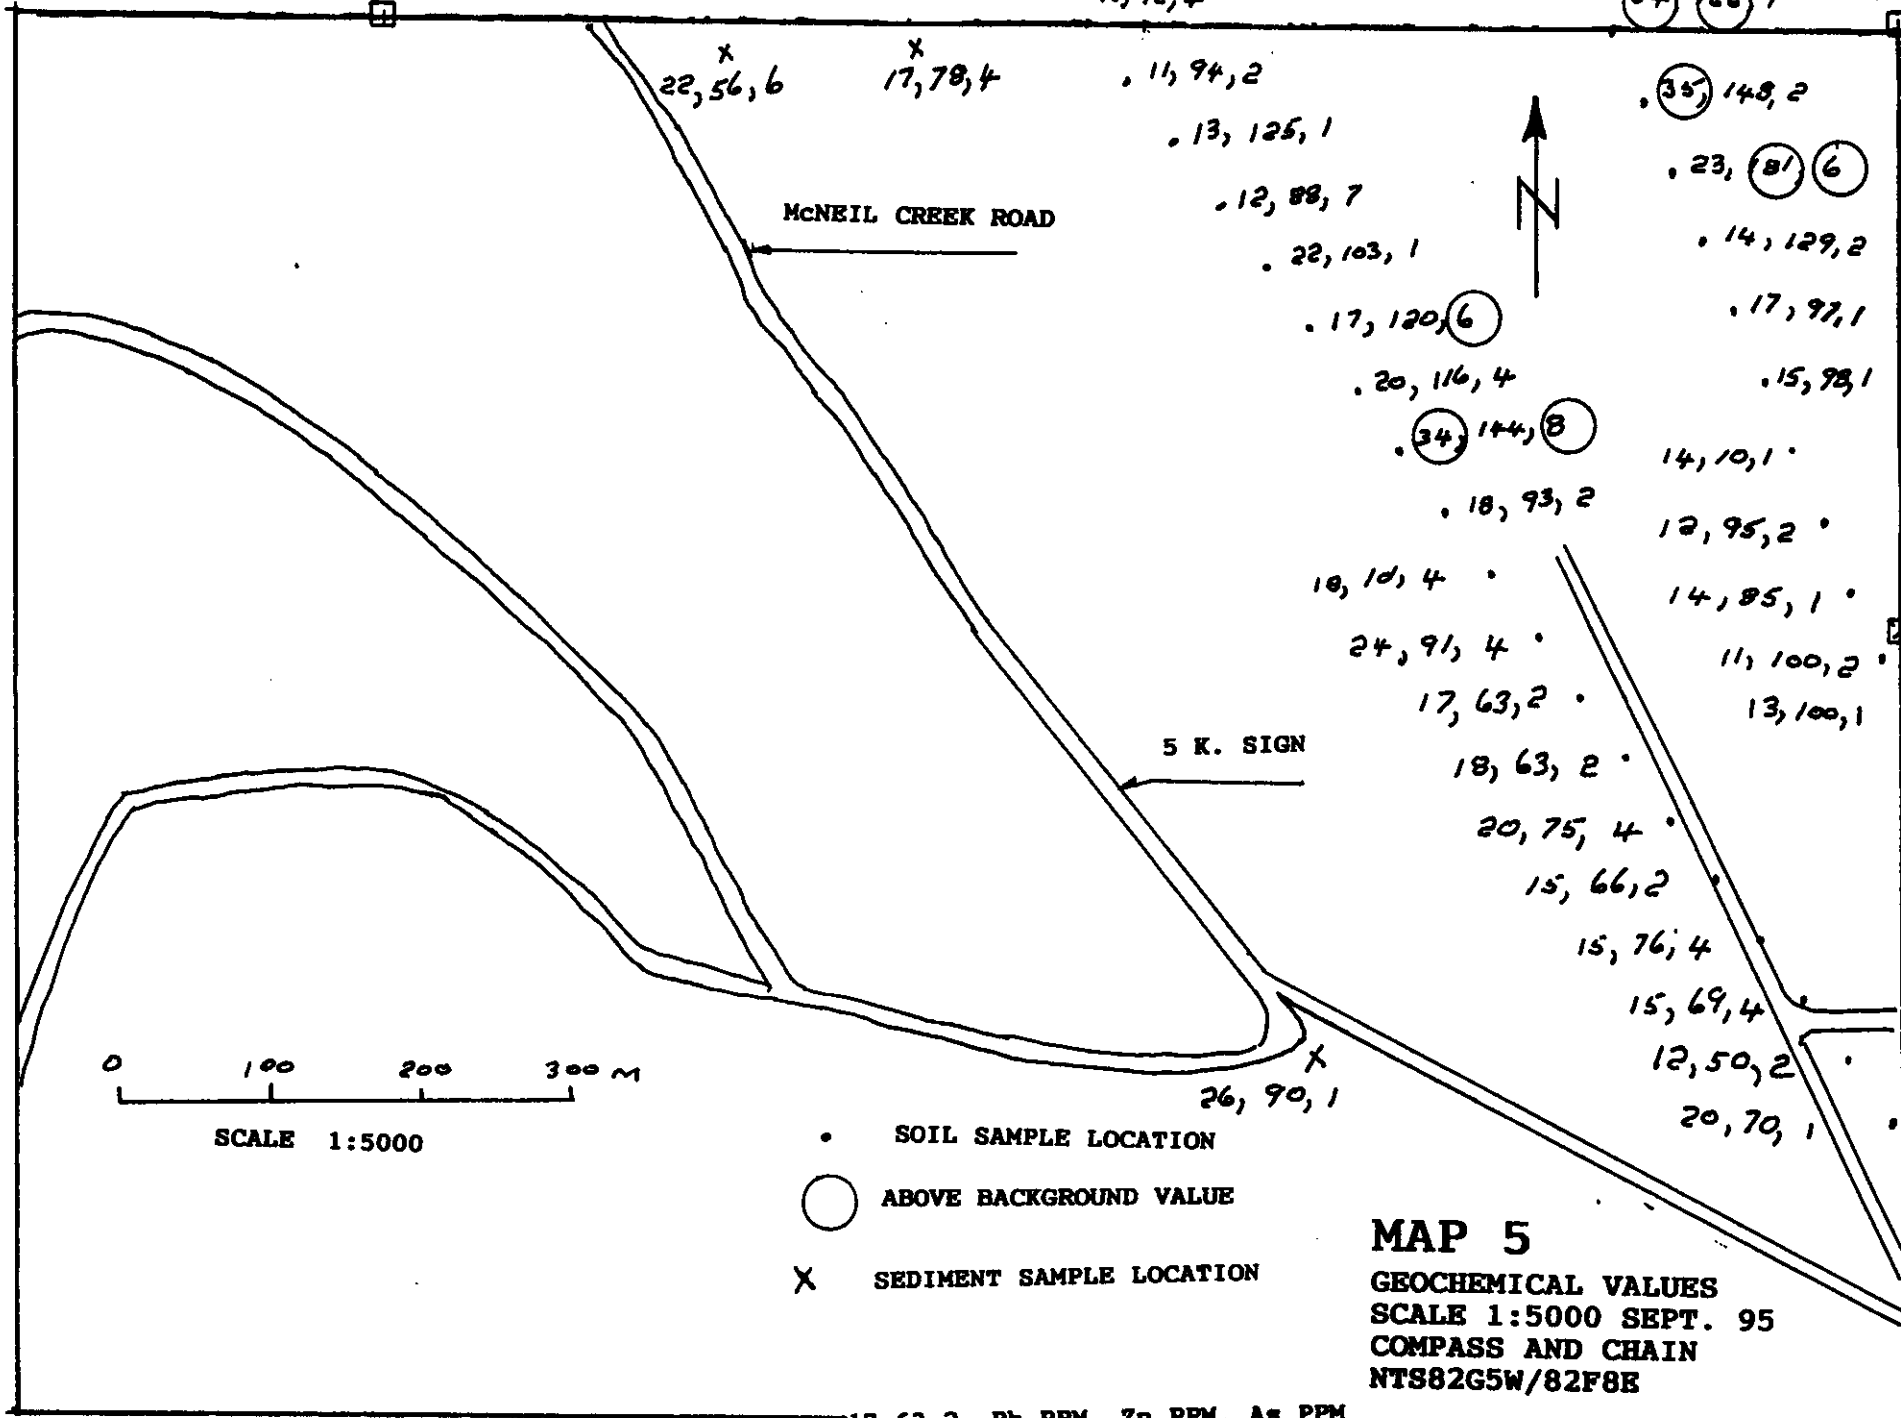 22, 56, 6
17, 78, 4
11, 94, 2
35, 148, 2
13, 125, 1
23, 181, 6
12, 88, 7
McNEIL CREEK ROAD
N
14, 129, 2
22, 103, 1
17, 120, 6
17, 97, 1
20, 116, 4
15, 98, 1
34, 144, 8
14, 10, 1
18, 93, 2
12, 95, 2
18, 101, 4
14, 85, 1
24, 91, 4
11, 100, 2
17, 63, 2
13, 100, 1
5 K. SIGN
18, 63, 2
20, 75, 4
15, 66, 2
15, 76, 4
15, 69, 4
12, 50, 2
0 100 200 300 M
26, 90, 1
20, 70, 1
SCALE 1:5000
SOIL SAMPLE LOCATION
ABOVE BACKGROUND VALUE
SEDIMENT SAMPLE LOCATION
MAP 5
GEOCHEMICAL VALUES
SCALE 1:5000 SEPT. 95
COMPASS AND CHAIN
NTS82G5W/82F8E
Pb PPM, Zn PPM, As PPM